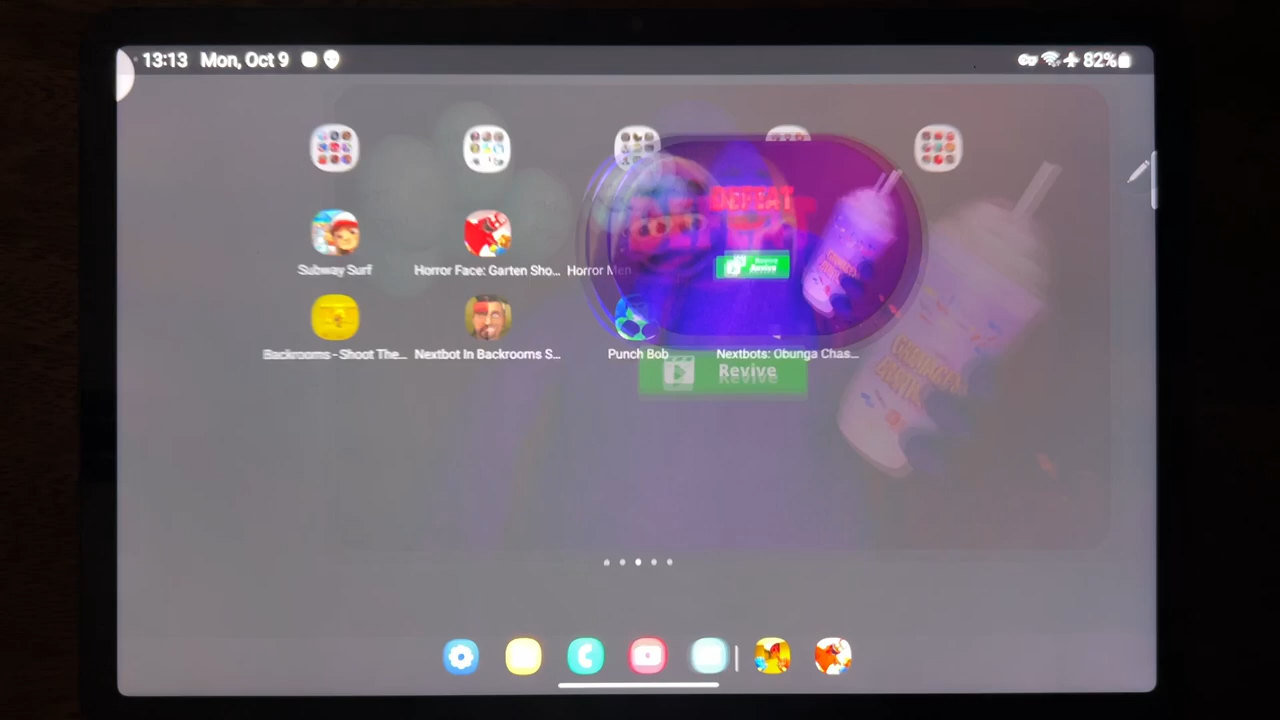 13:13 Mon, Oct 9
82%
DEFEAT
Revive
Revive
Subway Surf
Horror Face: Garten Sho...
Horror Men
Revive
Backrooms - Shoot The...
Nextbot In Backrooms S...
Punch Bob
Nextbots: Obunga Chas...